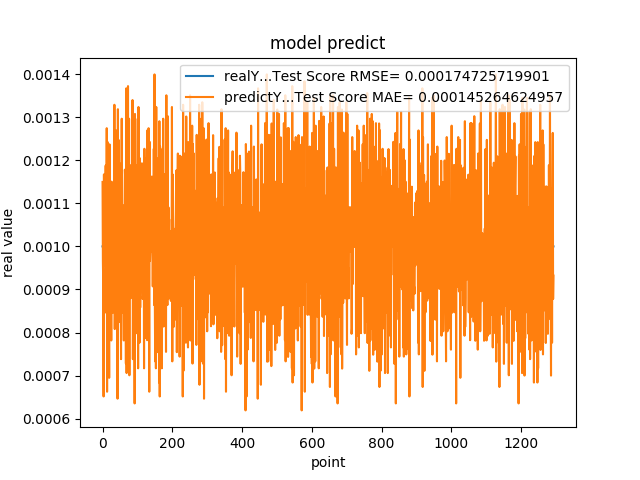 model predict
realY...Test Score RMSE= 0.000174725719901
predictY...Test Score MAE= 0.000145264624957
0.0014
0.0013
0.0012
0.0011
0.0010
0.0009
0.0008
0.0007
0.0006
real value
0 200 400 600 800 1000 1200
point